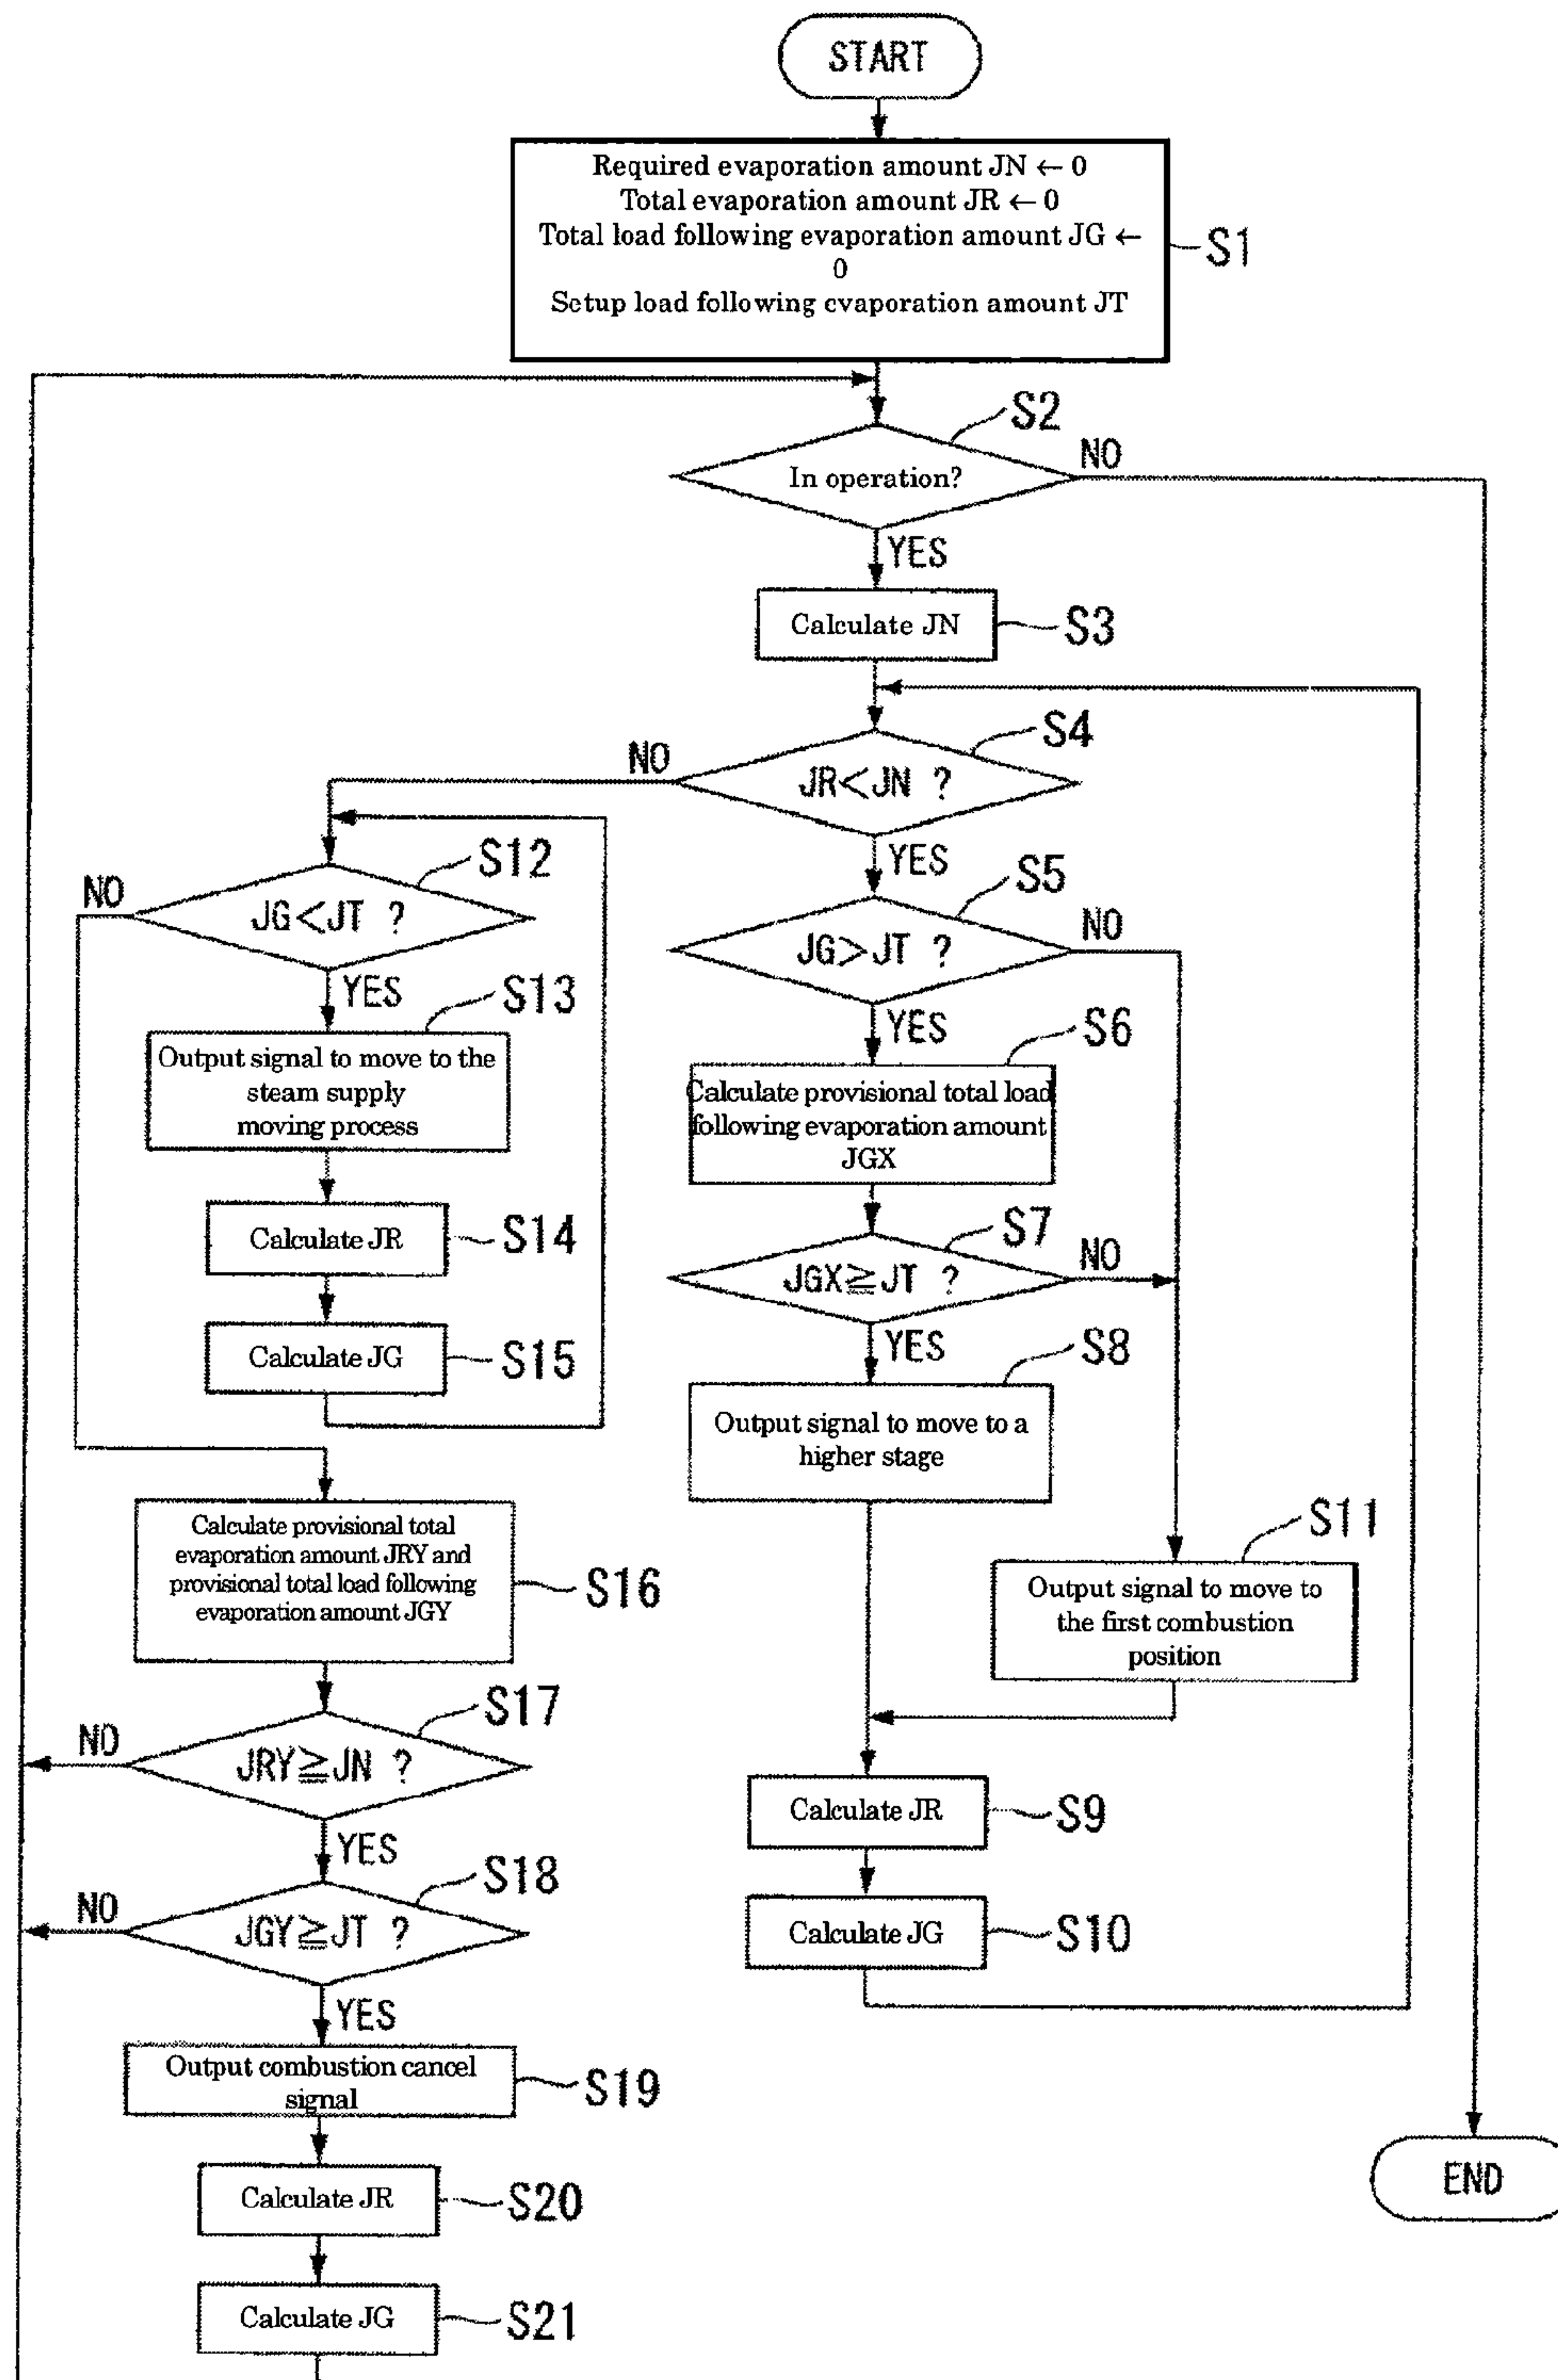 START
Required evaporation amount JN ← 0
Total evaporation amount JR ← 0
Total load following evaporation amount JG ←
0
Setup load following evaporation amount JT
S1
S2
In operation?
NO
YES
Calculate JN
S3
S4
JR<JN ?
NO
YES
S5
JG>JT ?
NO
YES
S6
Calculate provisional total load
following evaporation amount
JGX
S7
JGX≧JT ?
NO
YES
S8
Output signal to move to a
higher stage
S11
Output signal to move to
the first combustion
position
Calculate JR
S9
Calculate JG
S10
S12
JG<JT ?
NO
YES
S13
Output signal to move to the
steam supply
moving process
Calculate JR
S14
Calculate JG
S15
Calculate provisional total
evaporation amount JRY and
provisional total load following
evaporation amount JGY
S16
S17
JRY≧JN ?
NO
YES
S18
JGY≧JT ?
NO
YES
Output combustion cancel
signal
S19
Calculate JR
S20
Calculate JG
S21
END